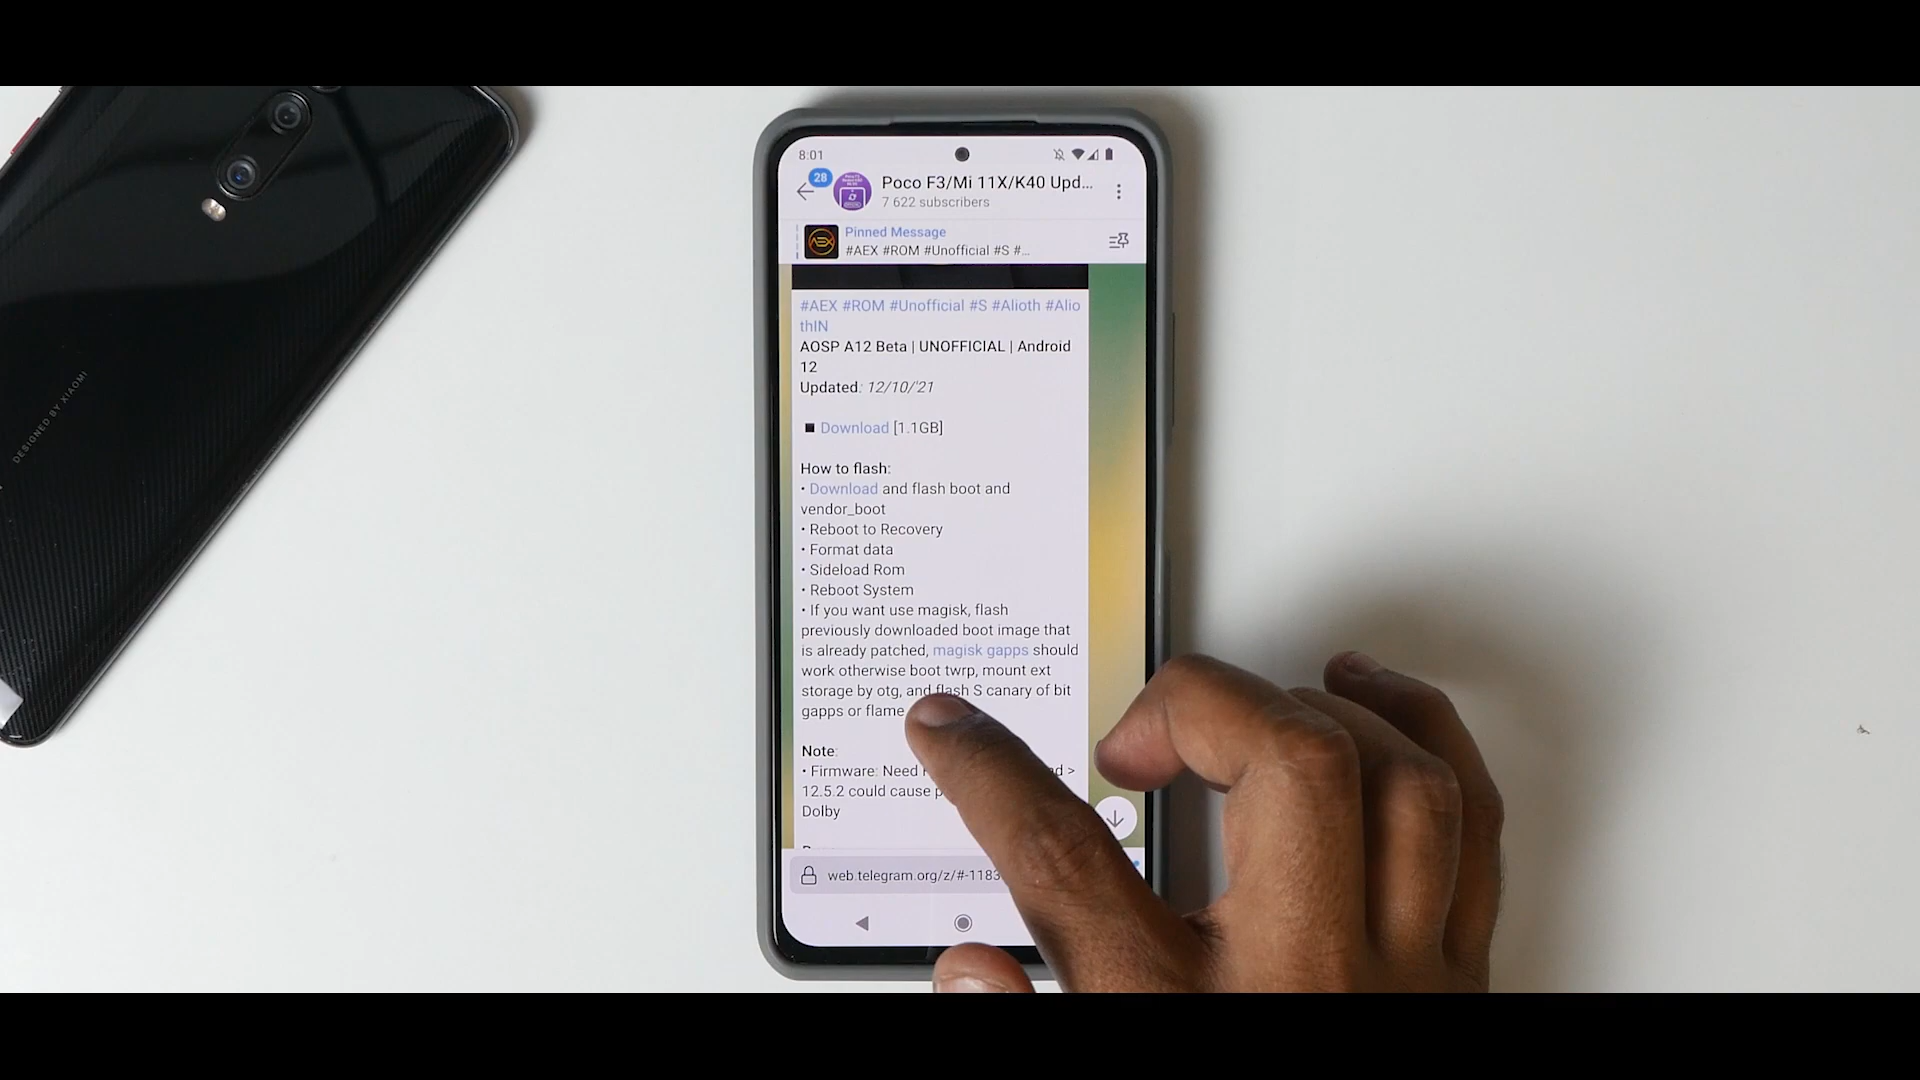 8:01
28
Poco F3/Mi 11X/K40 Upd...
7 622 subscribers
Pinned Message
AEX
#AEX #ROM #Unofficial #S #...
#AEX #ROM #Unofficial #S #Alioth #Alio
thIN
AOSP A12 Beta | UNOFFICIAL | Android
12
Updated: 12/10/'21
Download [1.1GB]
How to flash:
• Download and flash boot and
vendor_boot
• Reboot to Recovery
• Format data
• Sideload Rom
• Reboot System
• If you want use magisk, flash
previously downloaded boot image that
is already patched, magisk gapps should
work otherwise boot twrp, mount ext
storage by otg, and flash S canary of bit
gapps or flame
Note:
• Firmware: Need >
12.5.2 could cause
Dolby
web.telegram.org/z/#-1183
DESIGNED BY XIAOMI